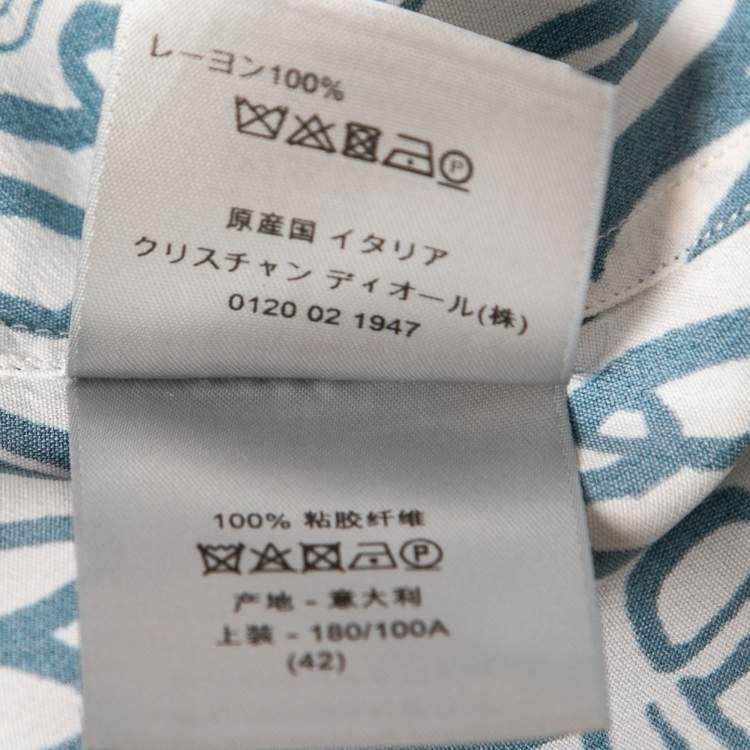 レーヨン100%
P
原産国 イタリア
クリスチャン ディオール(株)
0120 02 1947
100% 粘胶纤维
P
产地 - 意大利
上装 - 180/100A
(42)